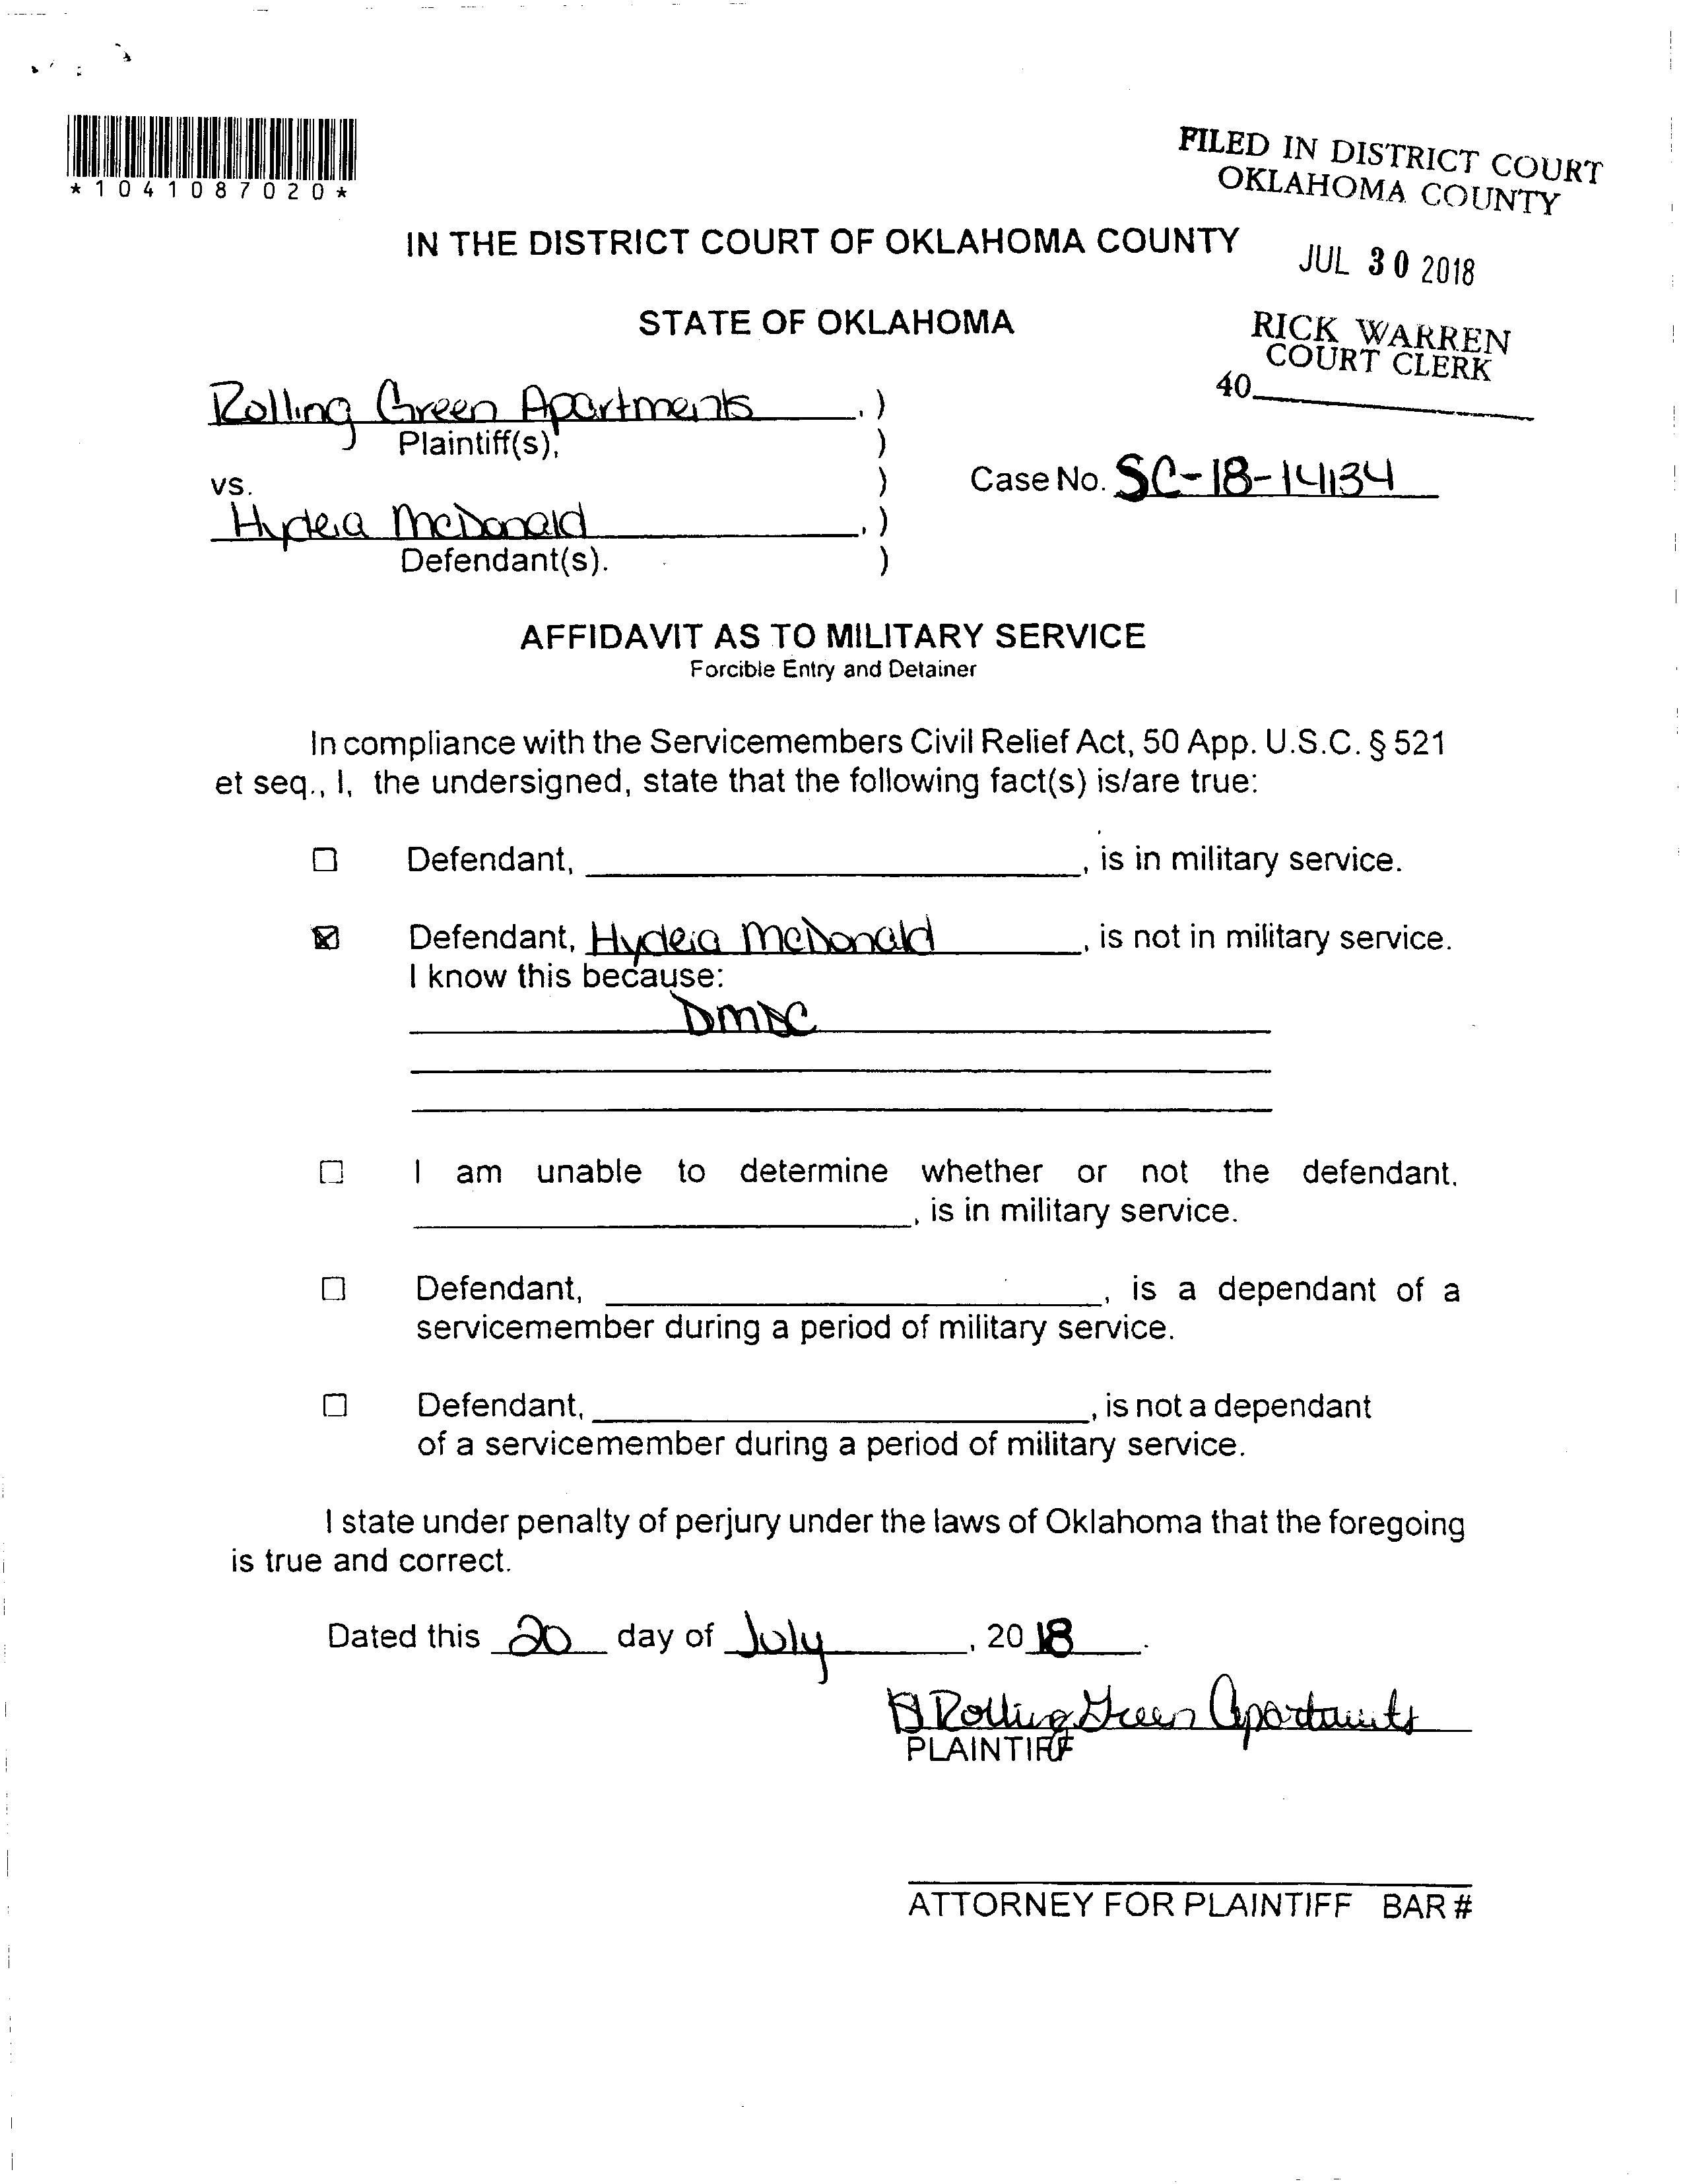 *1041087020*
FILED IN DISTRICT COURT
OKLAHOMA COUNTY
IN THE DISTRICT COURT OF OKLAHOMA COUNTY
JUL 30 2018
STATE OF OKLAHOMA
RICK WARREN
COURT CLERK
40
Rolling Green Apartments, )
Plaintiff(s), )
vs. ) Case No. SC-18-14134
Hydeia McDonald, )
Defendant(s). )
AFFIDAVIT AS TO MILITARY SERVICE
Forcible Entry and Detainer
In compliance with the Servicemembers Civil Relief Act, 50 App. U.S.C. § 521
et seq., I, the undersigned, state that the following fact(s) is/are true:
☐ Defendant, , is in military service.
☒ Defendant, Hydeia McDonald, is not in military service.
I know this because:
DMDC
☐ I am unable to determine whether or not the defendant,
, is in military service.
☐ Defendant, , is a dependant of a
servicemember during a period of military service.
☐ Defendant, , is not a dependant
of a servicemember during a period of military service.
I state under penalty of perjury under the laws of Oklahoma that the foregoing
is true and correct.
Dated this 20 day of July, 2018.
Rolling Green Apartments
PLAINTIFF
ATTORNEY FOR PLAINTIFF BAR #